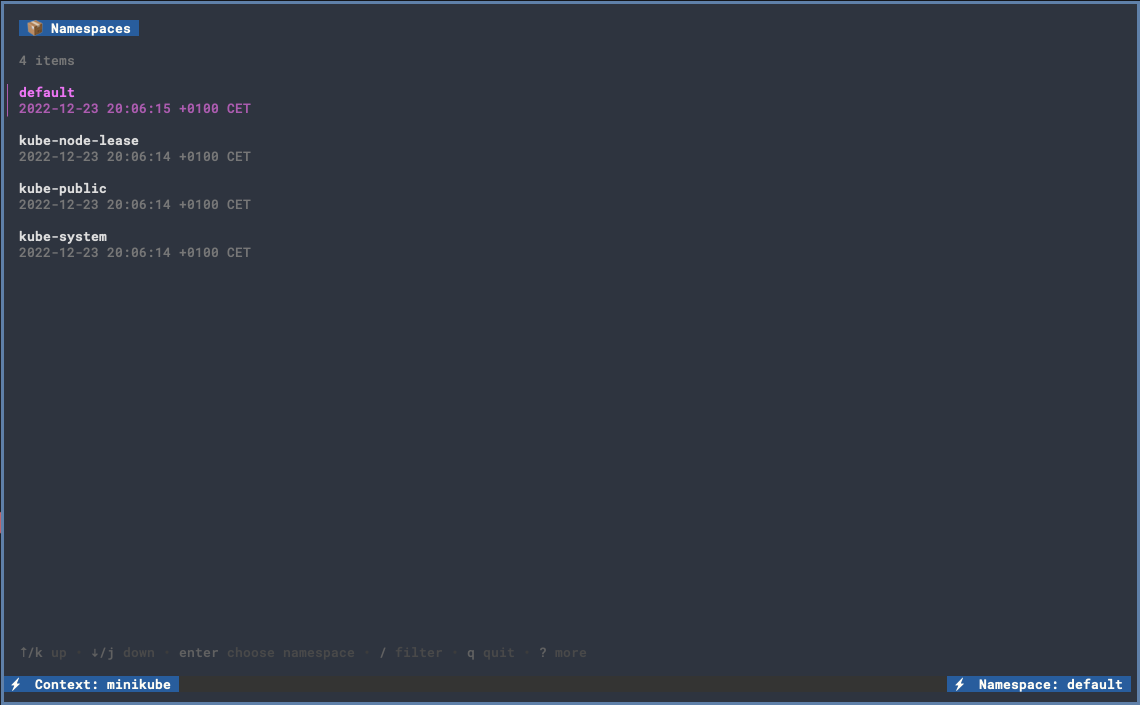 📦 Namespaces
4 items
default
2022-12-23 20:06:15 +0100 CET
kube-node-lease
2022-12-23 20:06:14 +0100 CET
kube-public
2022-12-23 20:06:14 +0100 CET
kube-system
2022-12-23 20:06:14 +0100 CET
↑/k up · ↓/j down · enter choose namespace · / filter · q quit · ? more
⚡ Context: minikube ⚡ Namespace: default